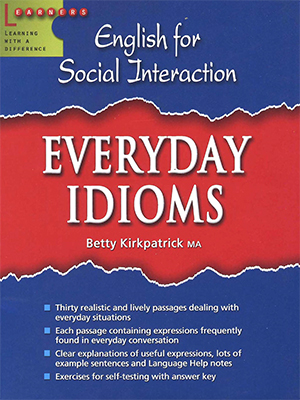 LEARNERS
LEARNING
WITH A
DIFFERENCE
English for
Social Interaction
EVERYDAY
IDIOMS
Betty Kirkpatrick MA
Thirty realistic and lively passages dealing with
everyday situations
Each passage containing expressions frequently
found in everyday conversation
Clear explanations of useful expressions, lots of
example sentences and Language Help notes
Exercises for self-testing with answer key